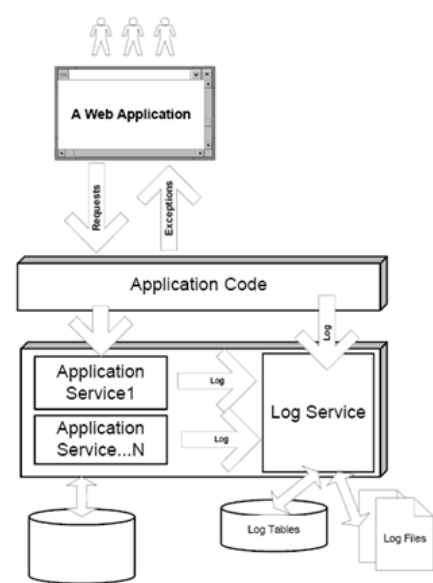 A Web Application
Requests
Exceptions
Application Code
Log
Application
Service1
Log
Log Service
Application
Service...N
Log
Log Tables
Log Files